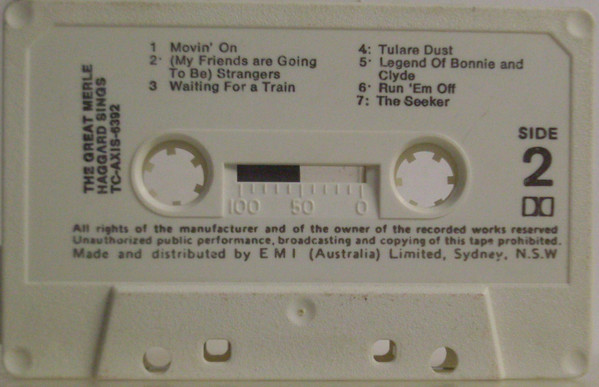 1 Movin' On
2· (My Friends are Going
To Be) Strangers
3 Waiting For a Train
4: Tulare Dust
5· Legend Of Bonnie and
Clyde
6· Run 'Em Off
7: The Seeker
THE GREAT MERLE
HAGGARD SINGS
TC-AXIS-6392
SIDE
2
100 50 0
All rights of the manufacturer and of the owner of the recorded works reserved
Unauthorized public performance, broadcasting and copying of this tape prohibited.
Made and distributed by E M I (Australia) Limited, Sydney, N.S.W